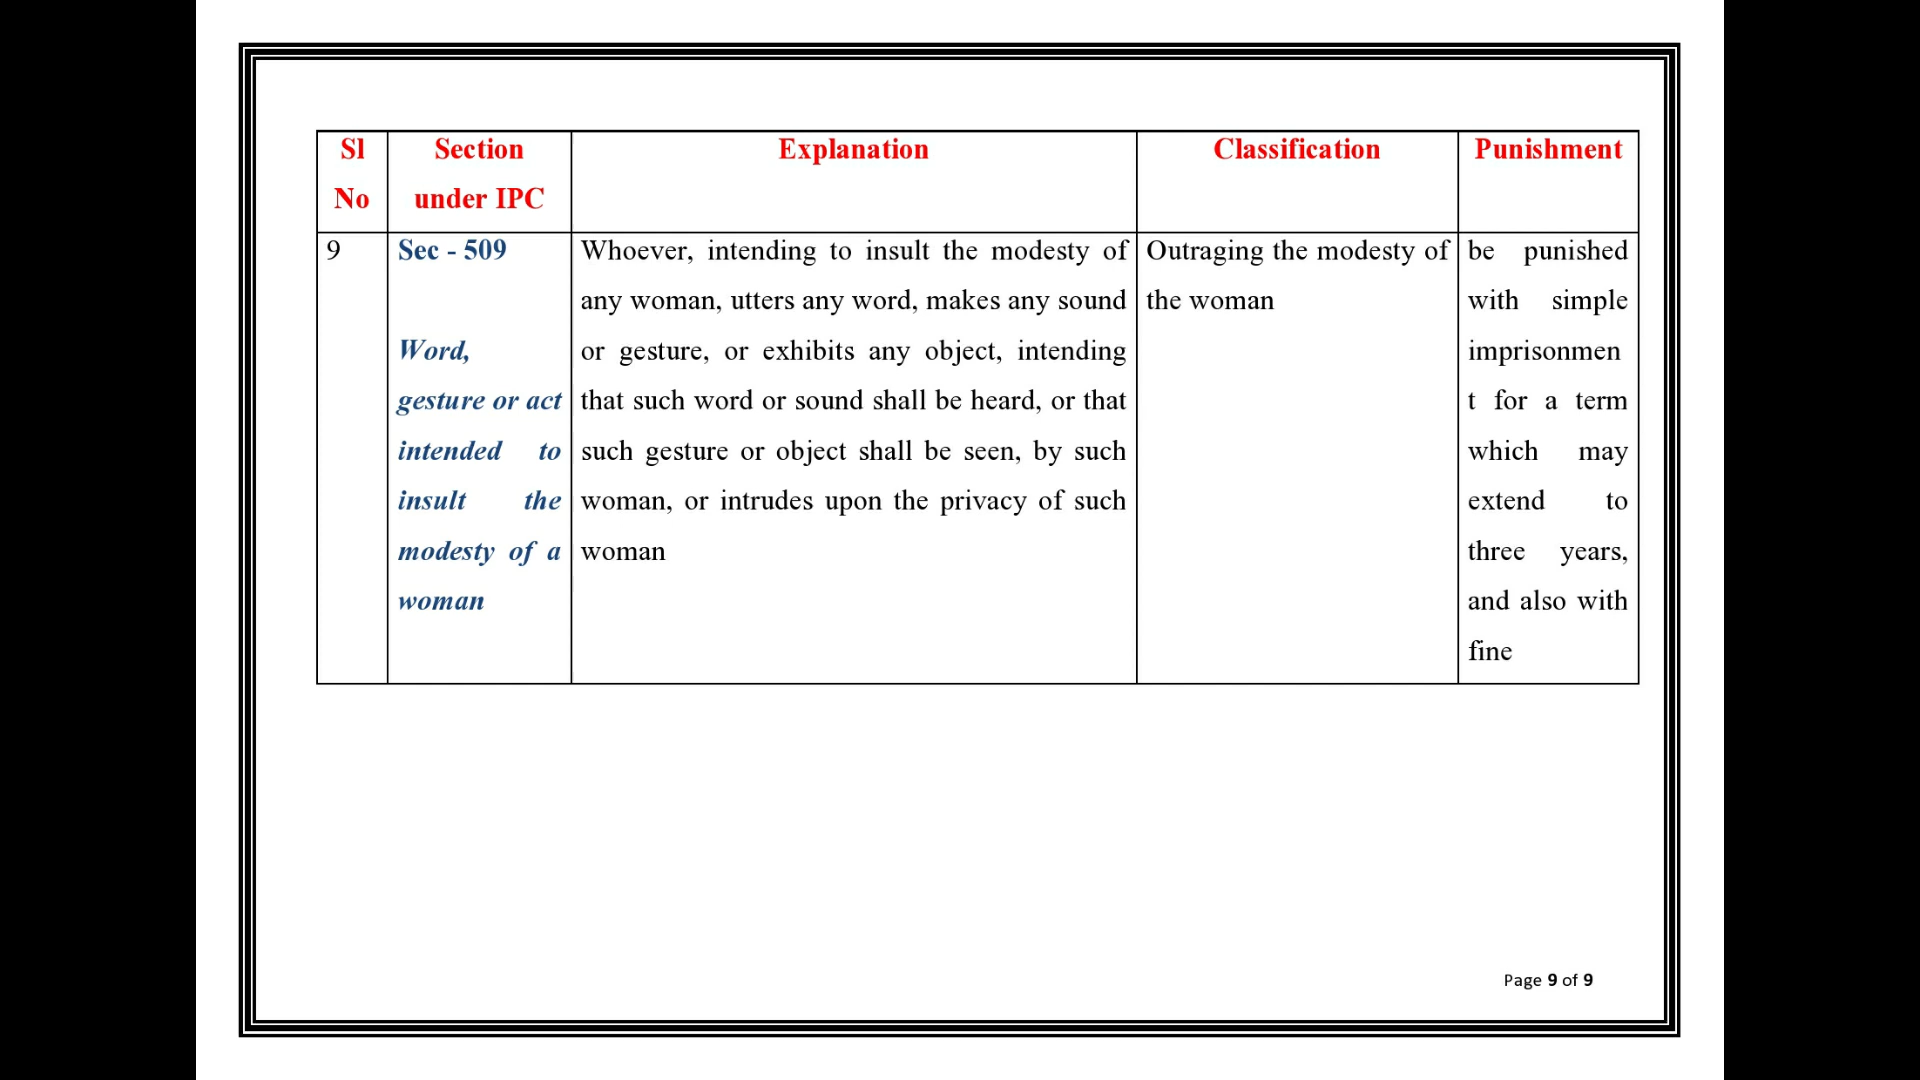 Sl No
Section under IPC
Explanation
Classification
Punishment
9
Sec - 509
Word,
gesture or act
intended to
insult the
modesty of a
woman
Whoever, intending to insult the modesty of
any woman, utters any word, makes any sound
or gesture, or exhibits any object, intending
that such word or sound shall be heard, or that
such gesture or object shall be seen, by such
woman, or intrudes upon the privacy of such
woman
Outraging the modesty of
the woman
be punished
with simple
imprisonmen
t for a term
which may
extend to
three years,
and also with
fine
Page 9 of 9